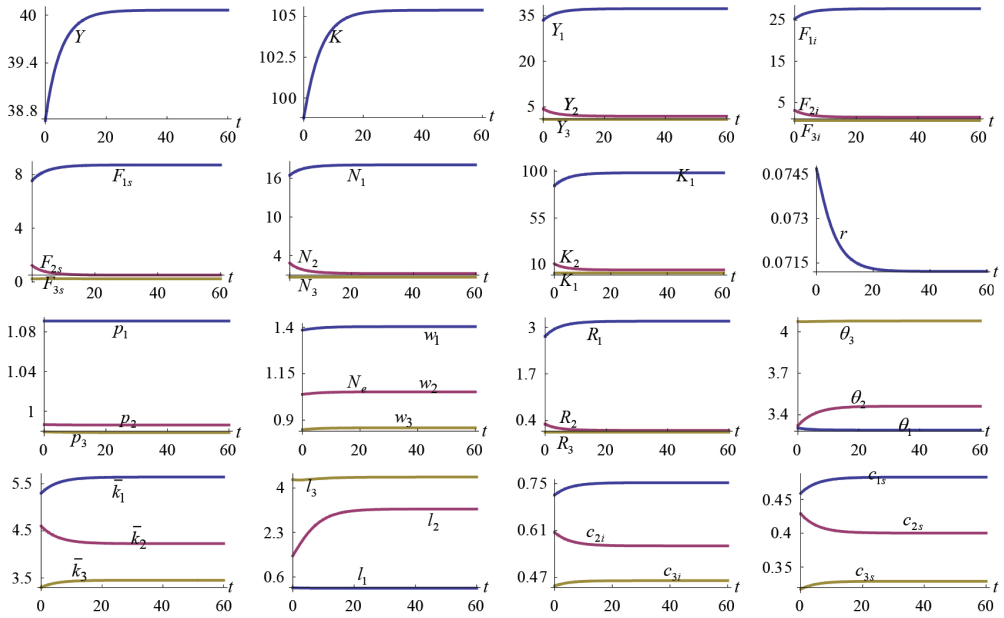 40
Y
39.4
38.8
t
0 20 40 60
105
K
102.5
100
t
0 20 40 60
Y₁
35
20
5
Y₂
Y₃
t
0 20 40 60
25
F₁ᵢ
15
5
F₂ᵢ
F₃ᵢ
t
0 20 40 60
8
F₁ₛ
4
F₂ₛ
0
F₃ₛ
t
20 40 60
16
N₁
10
4
N₂
N₃
t
20 40 60
100
K₁
55
10
K₂
K₁
t
0 20 40 60
0.0745
0.073
r
0.0715
t
0 20 40 60
1.08
p₁
1.04
1
p₂
p₃
t
0 20 40 60
1.4
w₁
1.2
Nₑ w₂
0.9
w₃
t
0 20 40 60
3
R₁
1.7
0.4
R₂
R₃
t
0 20 40 60
4
θ₃
3.7
θ₂
3.4
θ₁
t
0 20 40 60
5.5
k̄₁
4.5
k̄₂
k̄₃
3.5
t
0 20 40 60
4
l₃
2.3
l₂
0.6
l₁
t
0 20 40 60
0.75
0.61
c₂ᵢ
0.47
c₃ᵢ
t
0 20 40 60
c₁ₛ
0.45
c₂ₛ
0.4
0.35
c₃ₛ
t
0 20 40 60